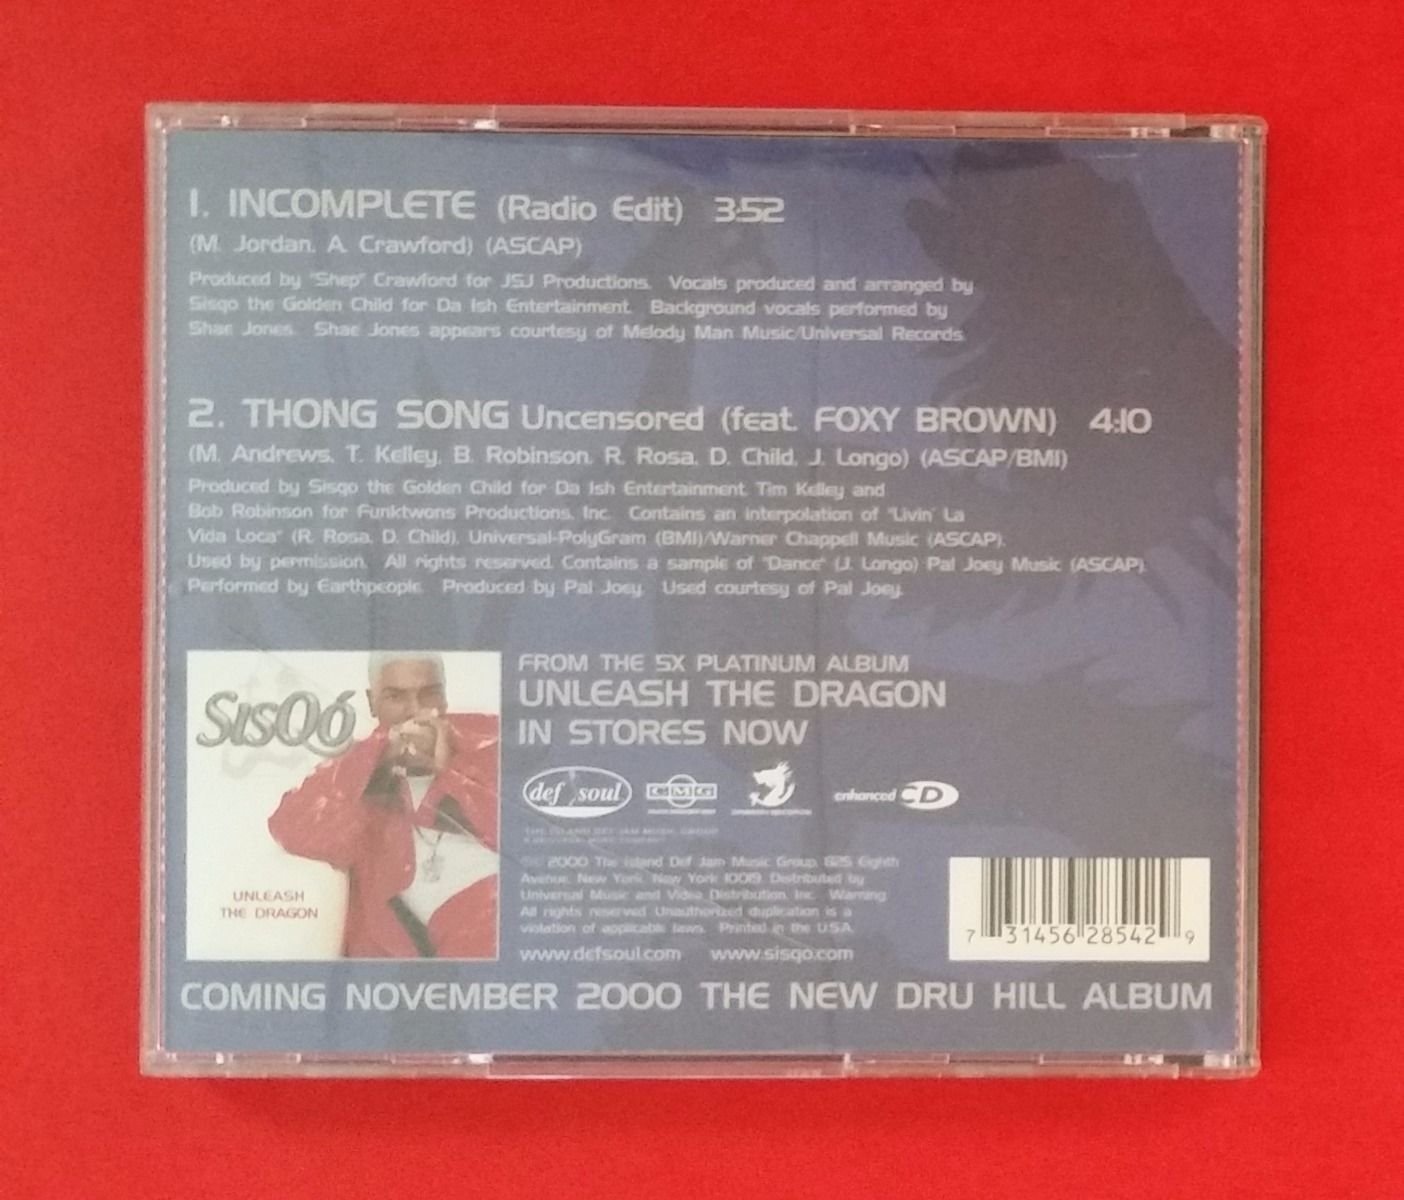 1. INCOMPLETE (Radio Edit) 3:52
(M. Jordan, A. Crawford) (ASCAP)
Produced by "Shep" Crawford for JSJ Productions. Vocals produced and arranged by
Sisqo the Golden Child for Da Ish Entertainment. Background vocals performed by
Shae Jones. Shae Jones appears courtesy of Melody Man Music/Universal Records.
2. THONG SONG Uncensored (feat. FOXY BROWN) 4:10
(M. Andrews, T. Kelley, B. Robinson, R. Rosa, D. Child, J. Longo) (ASCAP/BMI)
Produced by Sisqo the Golden Child for Da Ish Entertainment, Tim Kelley and
Bob Robinson for Funktwons Productions, Inc. Contains an interpolation of "Livin' La
Vida Loca" (R. Rosa, D. Child), Universal-PolyGram (BMI)/Warner Chappell Music (ASCAP).
Used by permission. All rights reserved. Contains a sample of "Dance" (J. Longo) Pal Joey Music (ASCAP).
Performed by Earthpeople. Produced by Pal Joey. Used courtesy of Pal Joey.
SISQÓ
UNLEASH
THE DRAGON
FROM THE 5X PLATINUM ALBUM
UNLEASH THE DRAGON
IN STORES NOW
def soul
CMG
enhanced CD
THE ISLAND DEF JAM MUSIC GROUP
2000 The Island Def Jam Music Group, 825 Eighth
Avenue, New York, New York 10019. Distributed by
Universal Music and Video Distribution, Inc. Warning:
All rights reserved. Unauthorized duplication is a
violation of applicable laws. Printed in the U.S.A.
www.defsoul.com www.sisqo.com
7 31456 28542 9
COMING NOVEMBER 2000 THE NEW DRU HILL ALBUM